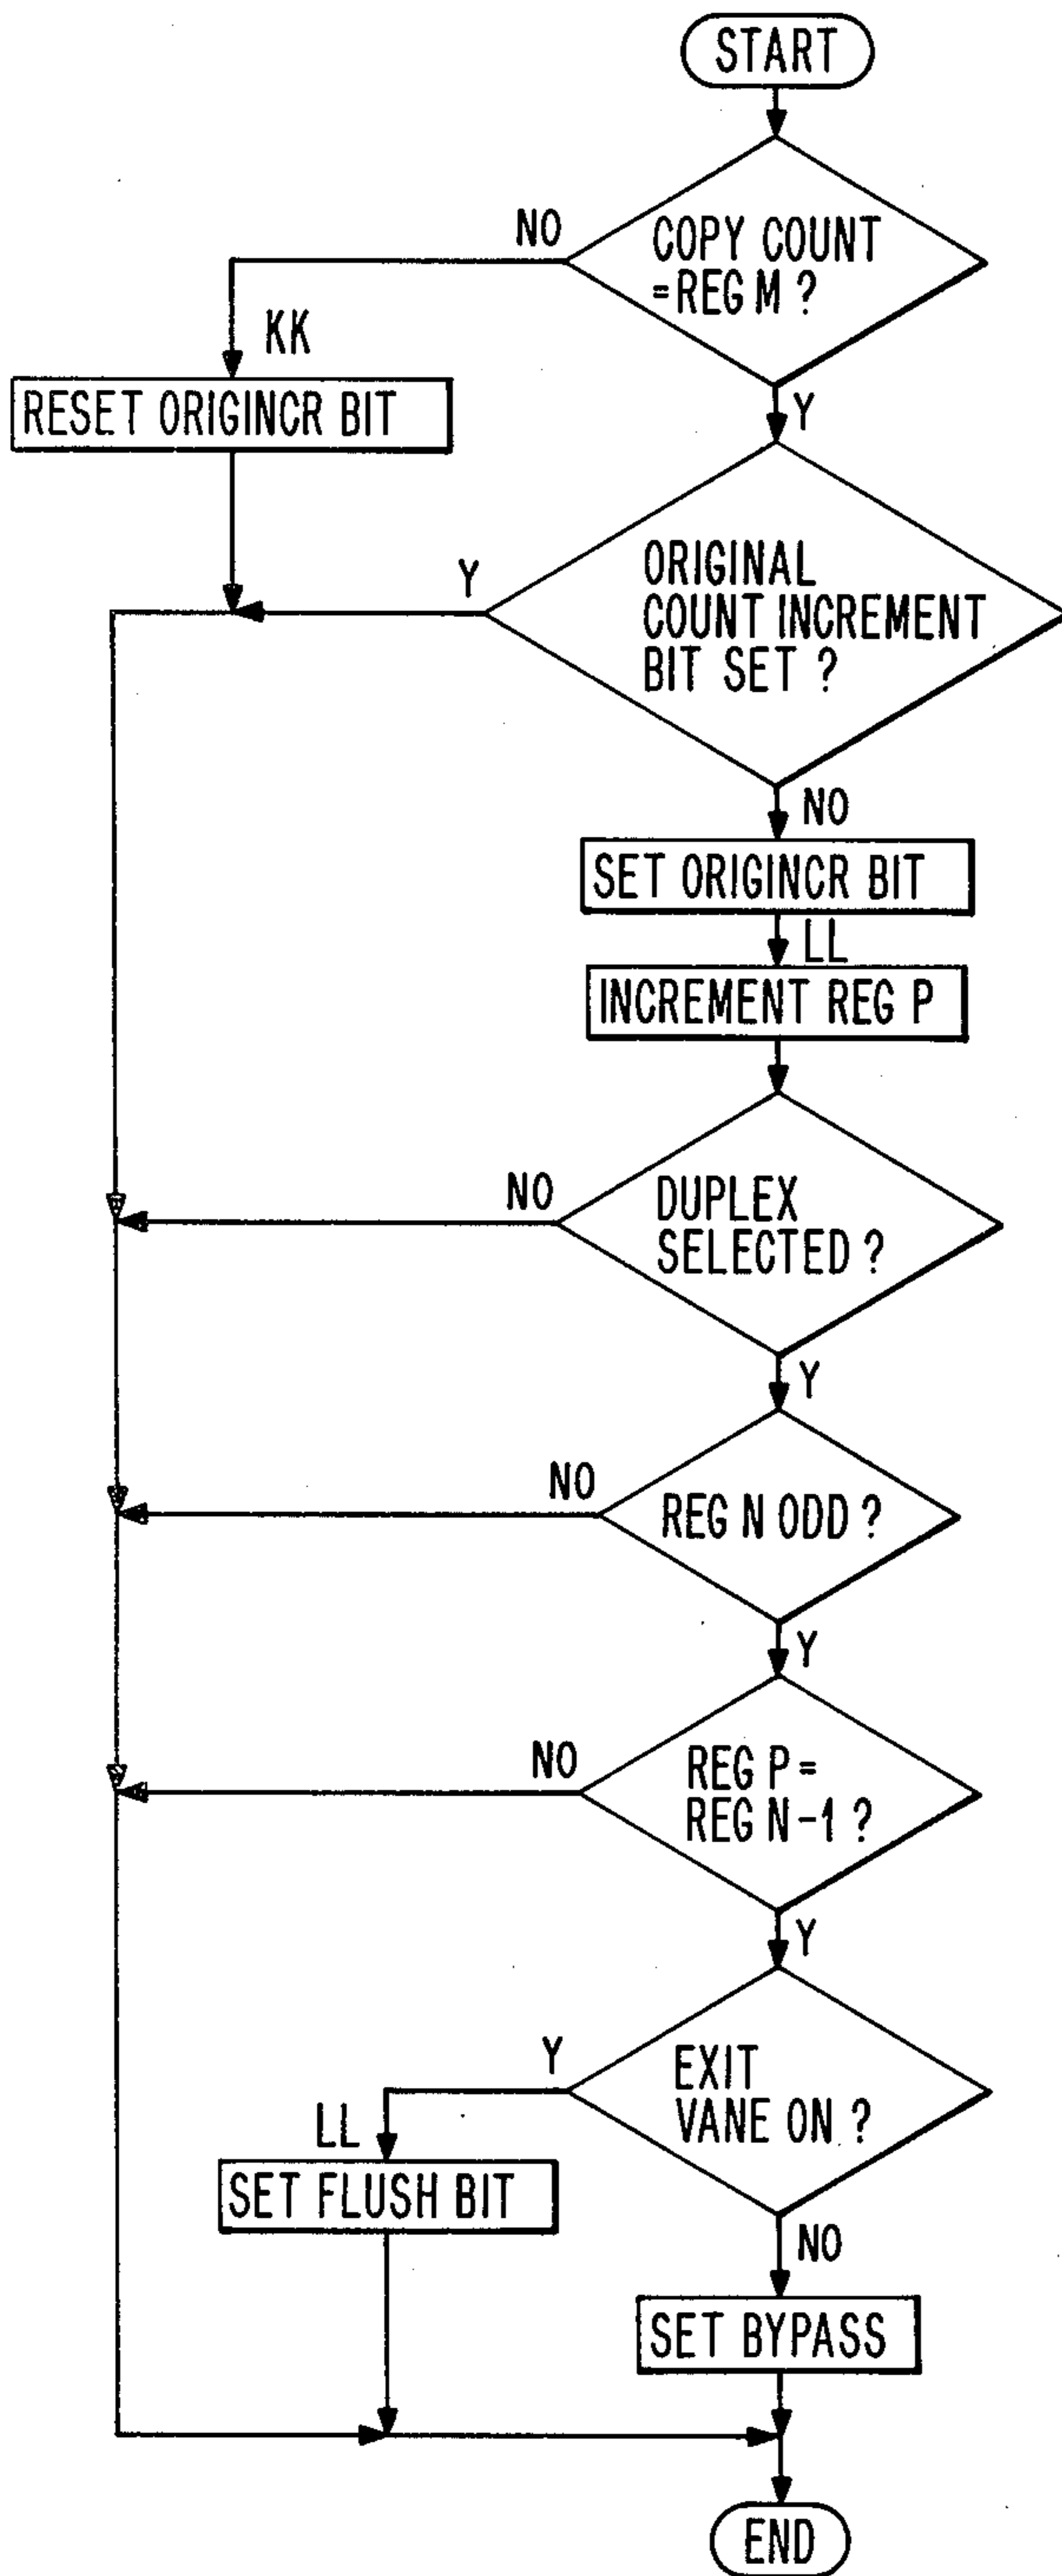 START
COPY COUNT
=REG M ?
NO
KK
RESET ORIGINCR BIT
Y
ORIGINAL
COUNT INCREMENT
BIT SET ?
Y
NO
SET ORIGINCR BIT
LL
INCREMENT REG P
DUPLEX
SELECTED ?
NO
Y
REG N ODD ?
NO
Y
REG P =
REG N-1 ?
NO
Y
EXIT
VANE ON ?
Y
LL
SET FLUSH BIT
NO
SET BYPASS
END